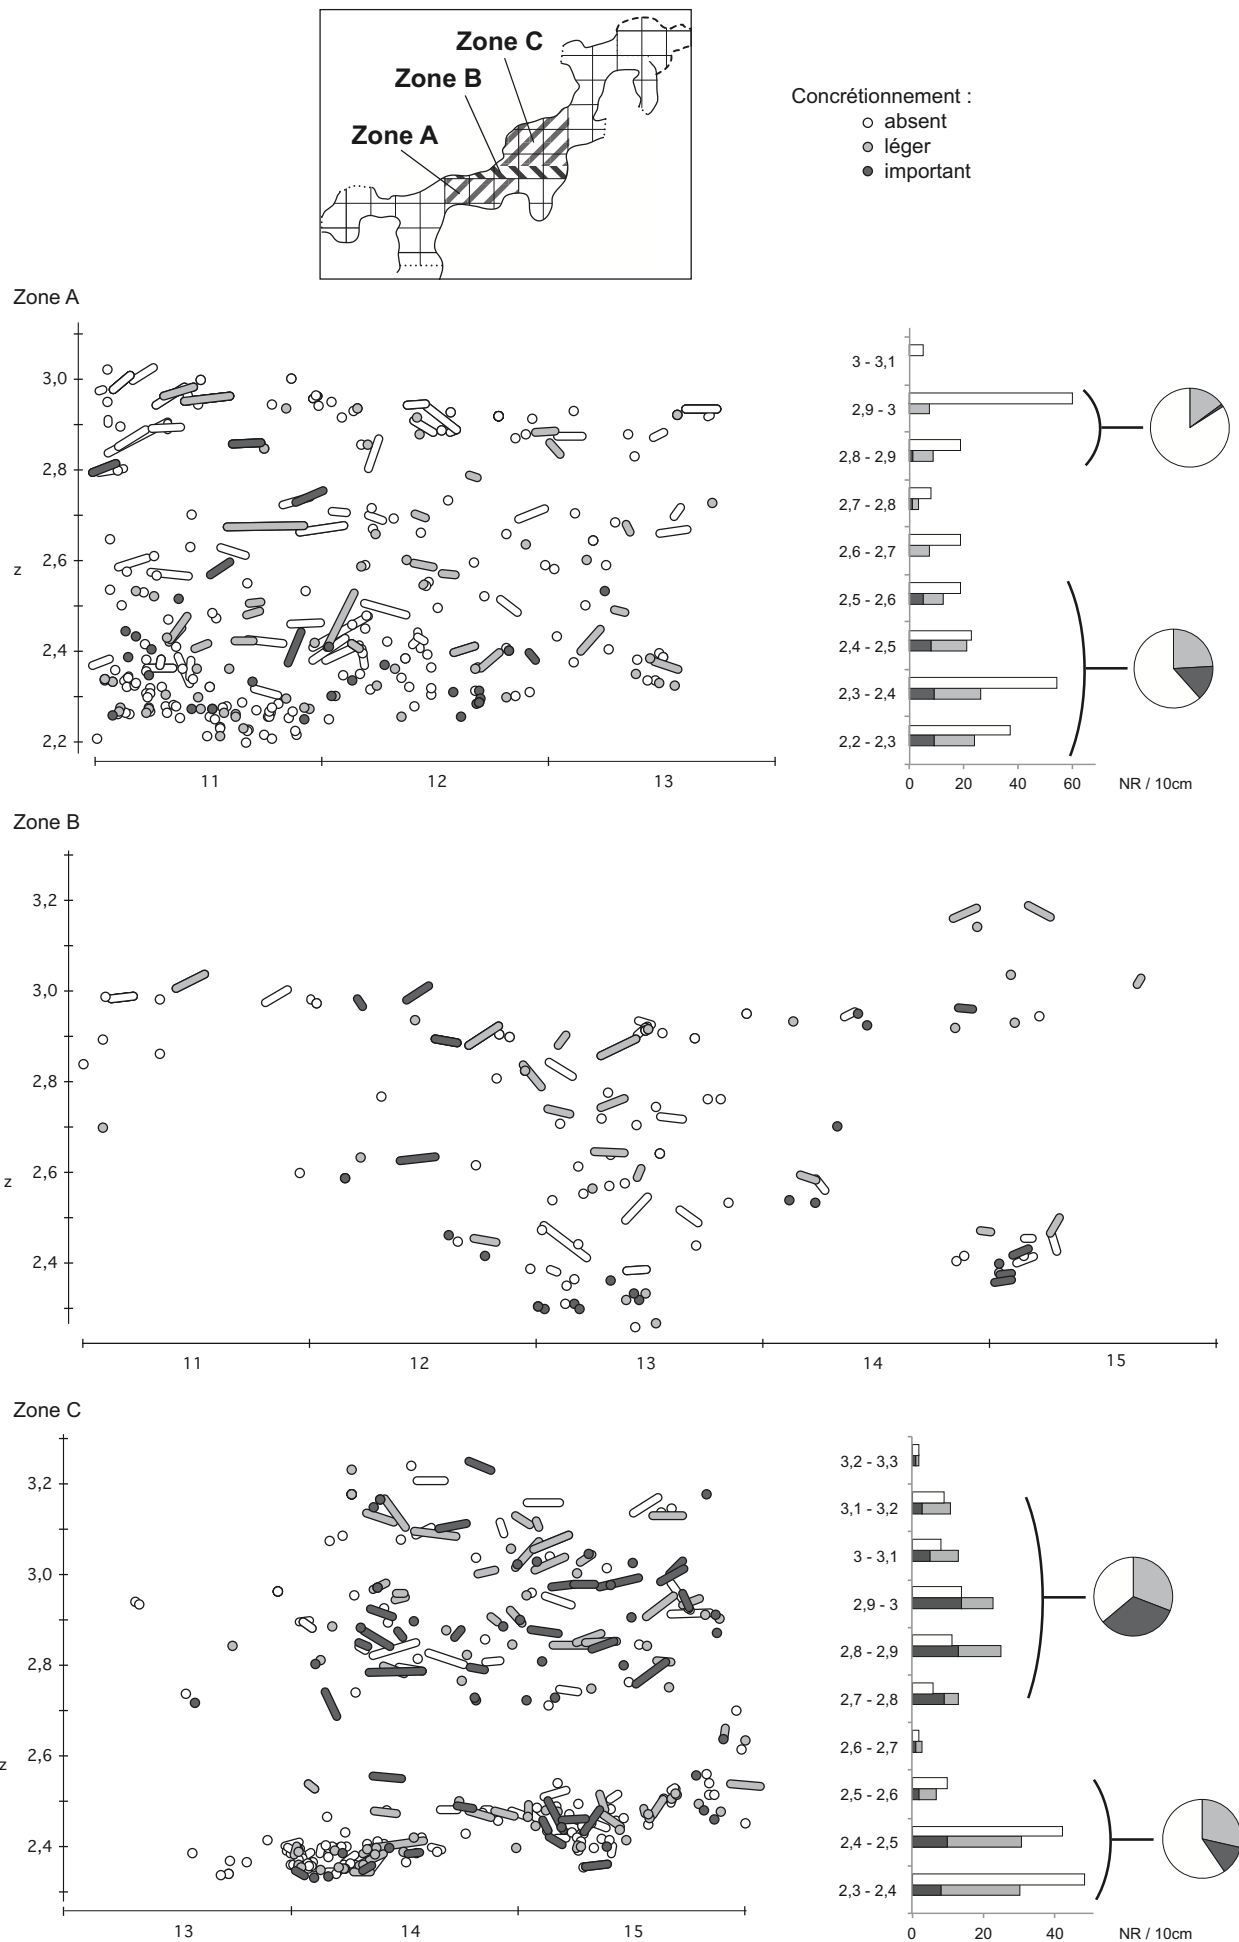 Zone C
Zone B
Zone A
Concrétionnement :
absent
léger
important
Zone A
3,0
2,8
2,6
z
2,4
2,2
11 12 13
3 - 3,1
2,9 - 3
2,8 - 2,9
2,7 - 2,8
2,6 - 2,7
2,5 - 2,6
2,4 - 2,5
2,3 - 2,4
2,2 - 2,3
0 20 40 60 NR / 10cm
Zone B
3,2
3,0
2,8
2,6
z
2,4
11 12 13 14 15
Zone C
3,2
3,0
2,8
2,6
z
2,4
13 14 15
3,2 - 3,3
3,1 - 3,2
3 - 3,1
2,9 - 3
2,8 - 2,9
2,7 - 2,8
2,6 - 2,7
2,5 - 2,6
2,4 - 2,5
2,3 - 2,4
0 20 40 NR / 10cm